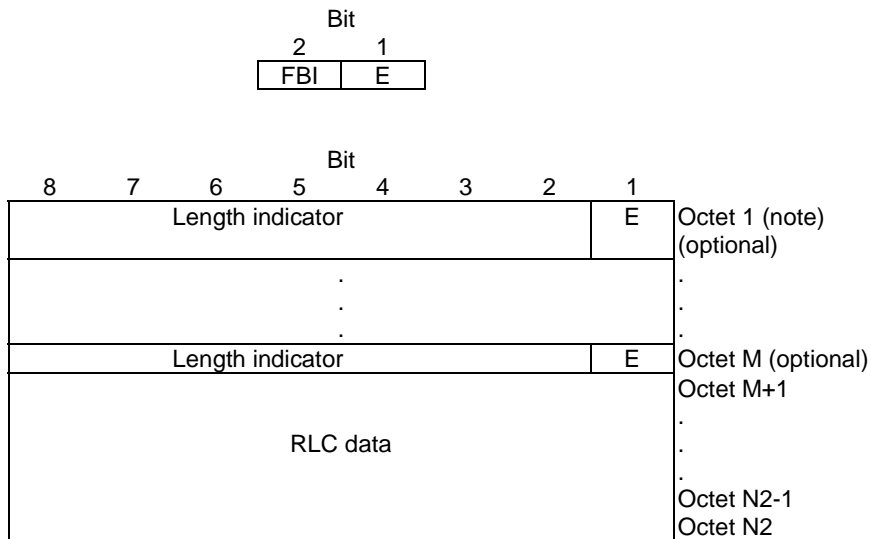 Bit
2 1
FBI E
Bit
8 7 6 5 4 3 2 1
Length indicator E Octet 1 (note)
(optional)
. .
. .
. .
Length indicator E Octet M (optional)
Octet M+1
.
RLC data .
.
Octet N2-1
Octet N2